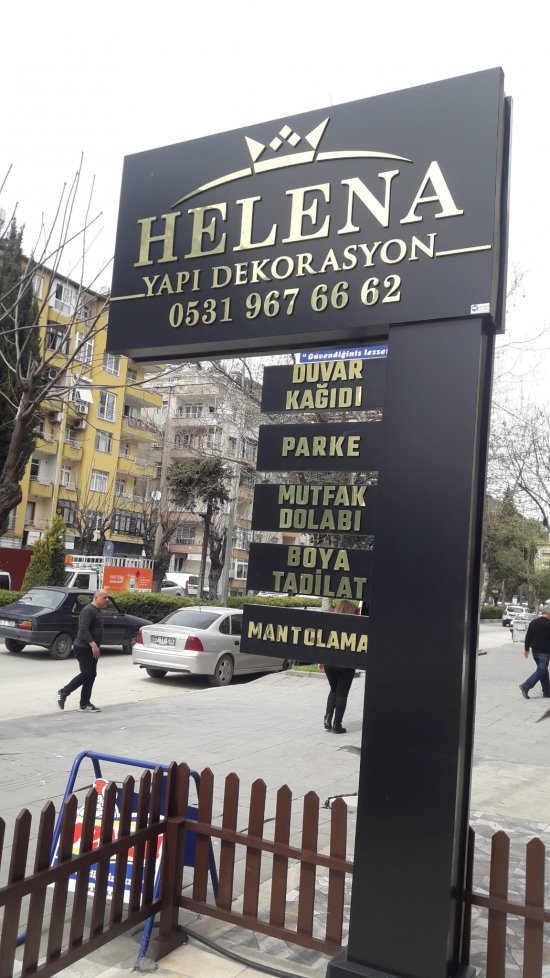 HELENA
YAPI DEKORASYON
0531 967 66 62
"Güvendiğiniz lezzet
DUVAR
KAĞIDI
PARKE
MUTFAK
DOLABI
BOYA
TADİLAT
MANTOLAMA